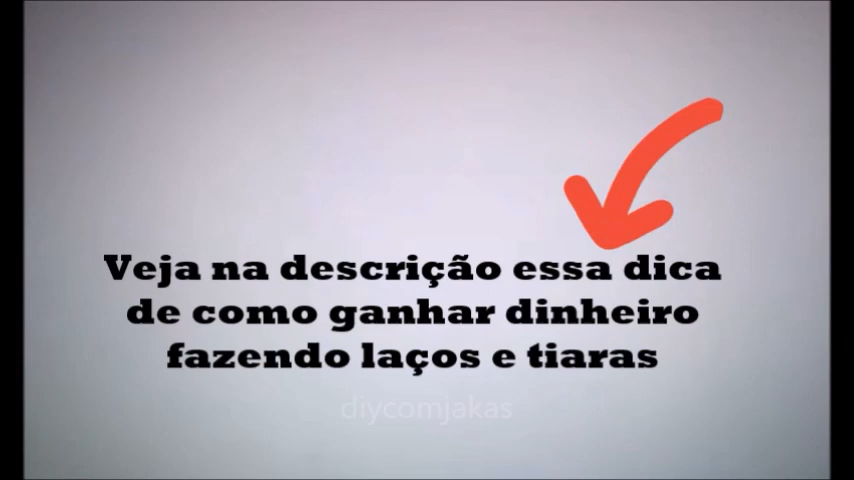 Veja na descrição essa dica
de como ganhar dinheiro
fazendo laços e tiaras
diycomjakas